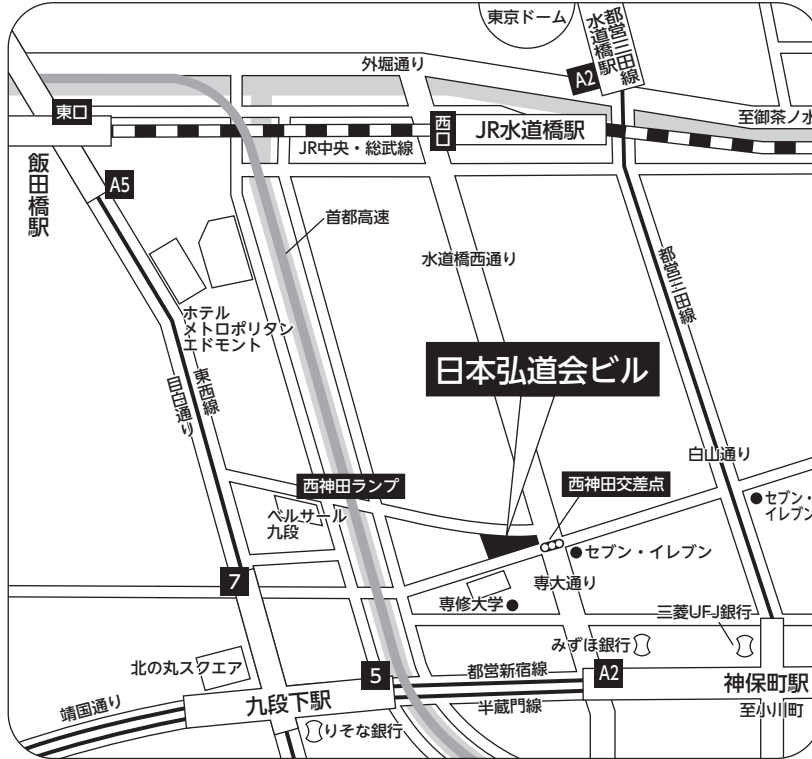 東京ドーム
都営三田線
水道橋駅
A2
外堀通り
東口
西口
JR水道橋駅
至御茶ノ水
JR中央・総武線
飯田橋駅
A5
首都高速
水道橋西通り
都営三田線
ホテル
メトロポリタン
エドモント
日本弘道会ビル
東西線
目白通り
白山通り
西神田ランプ
西神田交差点
セブン・
イレブン
ベルサール
九段
セブン・イレブン
7
専大通り
専修大学
三菱UFJ銀行
みずほ銀行
北の丸スクエア
5
都営新宿線
A2
神保町駅
靖国通り
九段下駅
半蔵門線
至小川町
りそな銀行